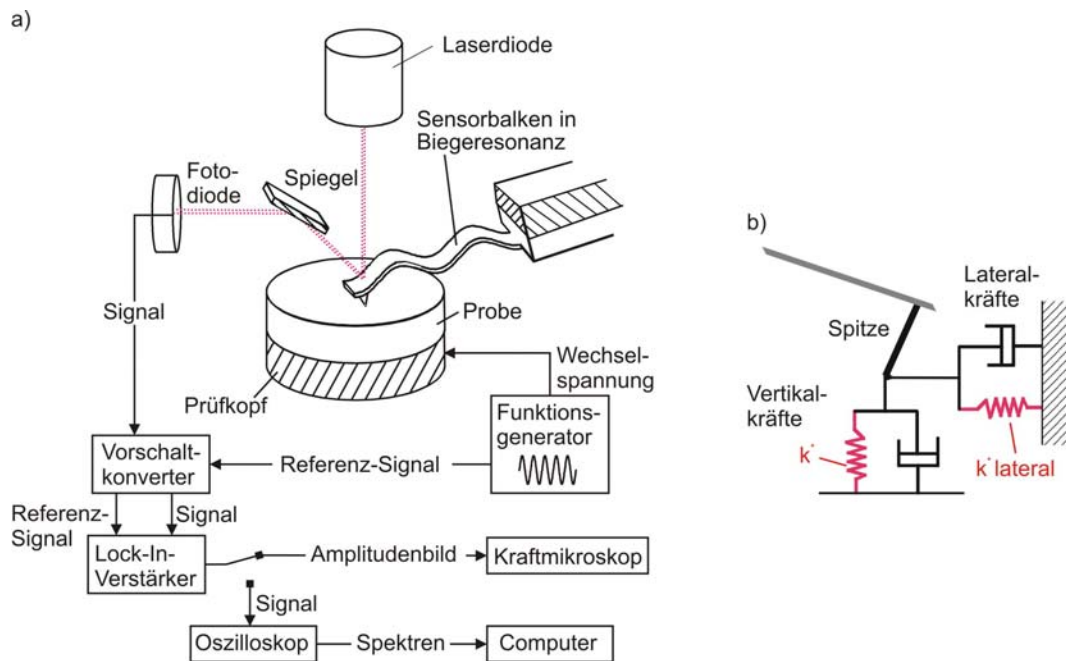 a)
Laserdiode
Sensorbalken in
Biegeresonanz
Foto-
diode
Spiegel
Signal
Probe
Wechsel-
spannung
Prüfkopf
Funktions-
generator
Vorschalt-
konverter
Referenz-Signal
Referenz-
Signal
Signal
Lock-In-
Verstärker
Amplitudenbild
Kraftmikroskop
Signal
Oszilloskop
Spektren
Computer
b)
Lateral-
kräfte
Spitze
Vertikal-
kräfte
k*
k* lateral